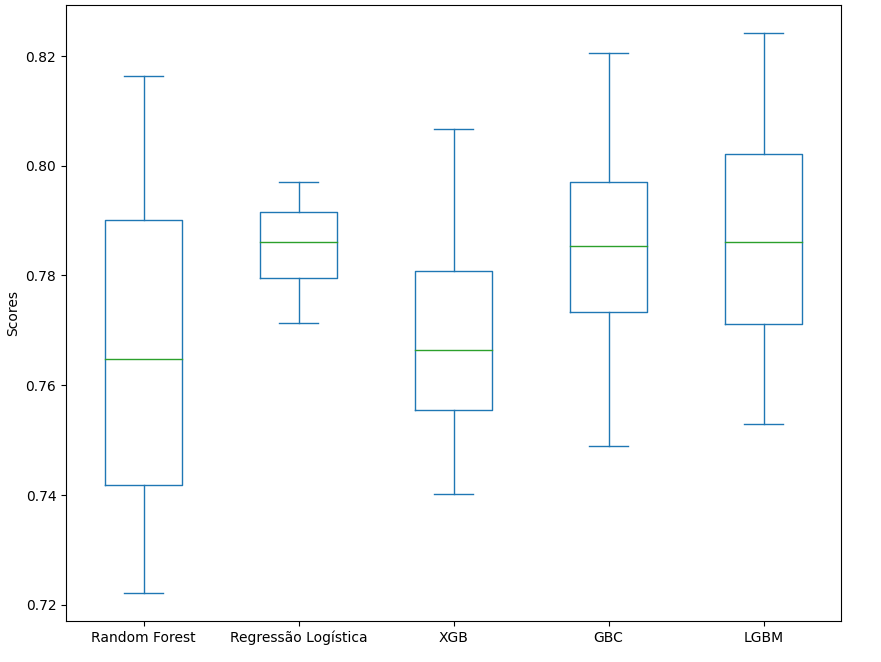 0.82
0.80
0.78
0.76
0.74
0.72
Scores
Random Forest
Regressão Logística
XGB
GBC
LGBM